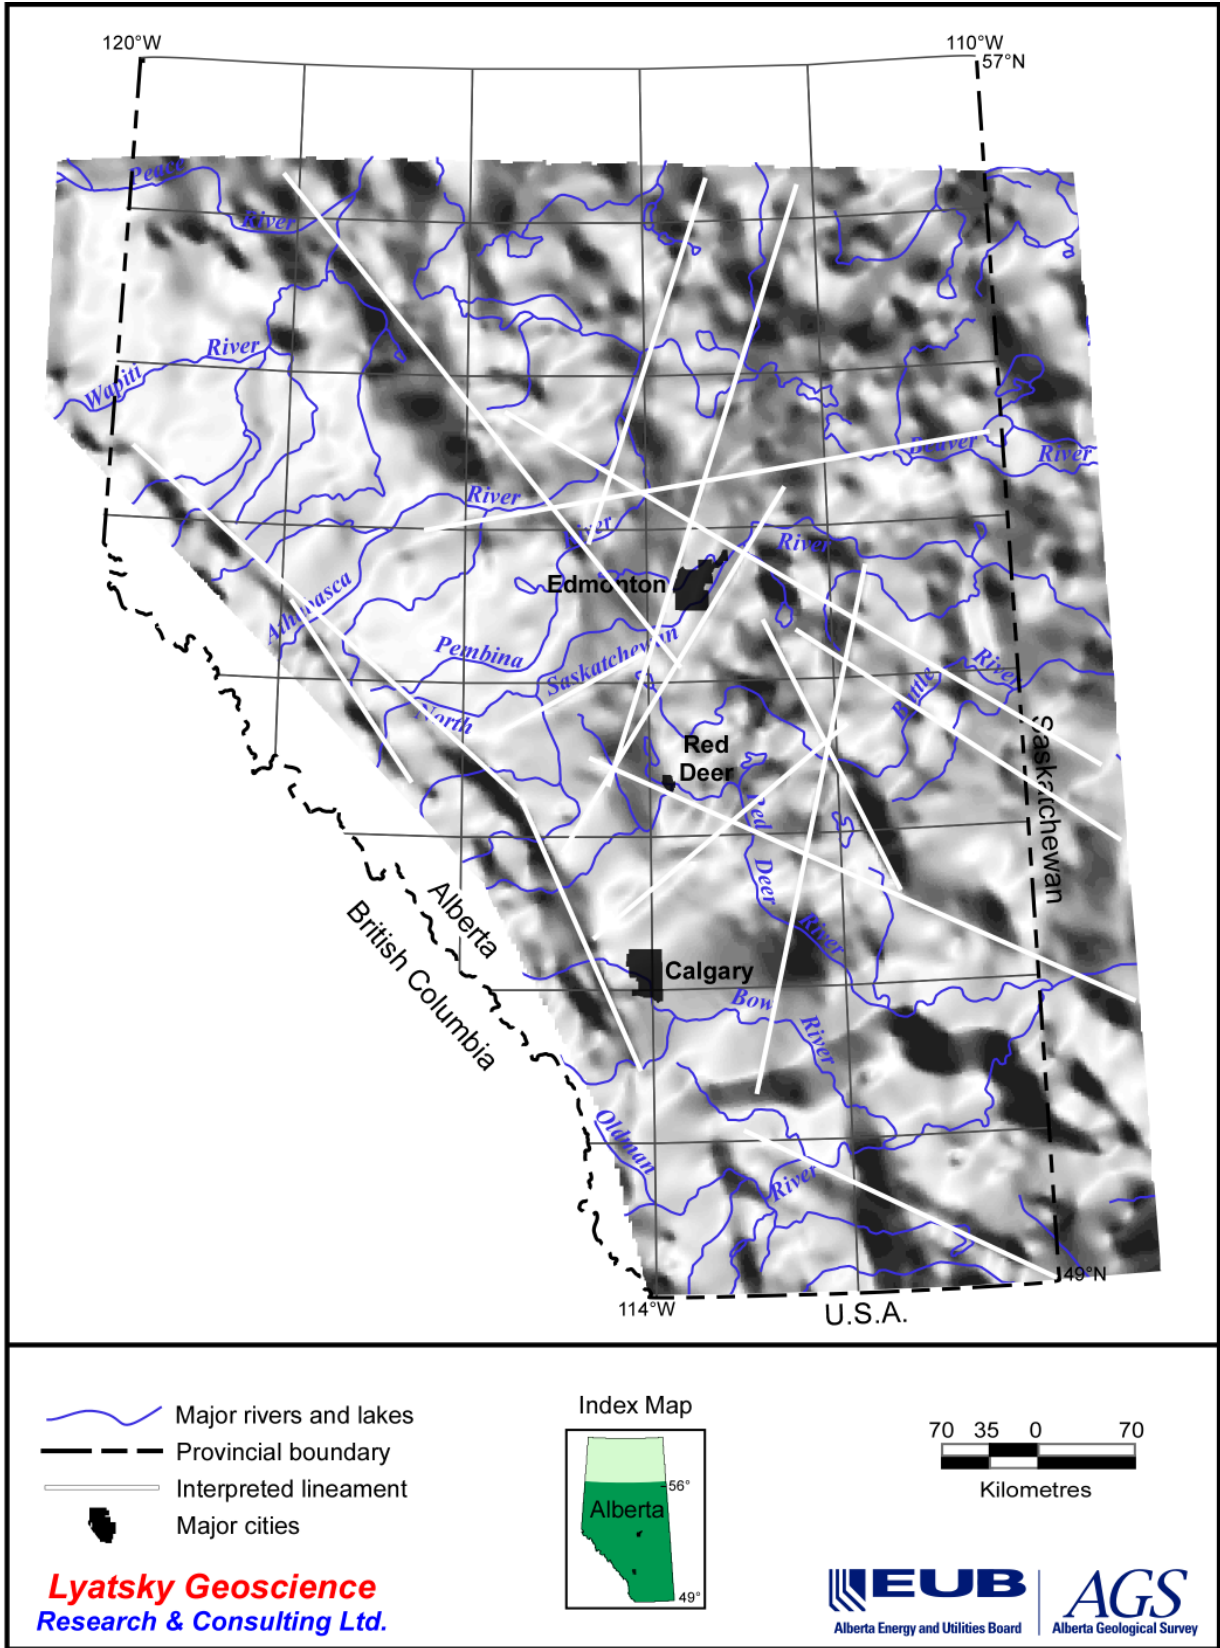 120°W
110°W
57°N
Peace
River
River
Wapiti
Beaver
River
River
River
River
Edmonton
Athabasca
Pembina
Saskatchewan
North
Battle
River
Red
Deer
Saskatchewan
Red
Deer
River
Alberta
British Columbia
Calgary
Bow
River
Oldman
River
49°N
114°W
U.S.A.
Major rivers and lakes
Provincial boundary
Interpreted lineament
Major cities
Index Map
56°
Alberta
49°
70 35 0 70
Kilometres
Lyatsky Geoscience
Research & Consulting Ltd.
EUB
Alberta Energy and Utilities Board
AGS
Alberta Geological Survey